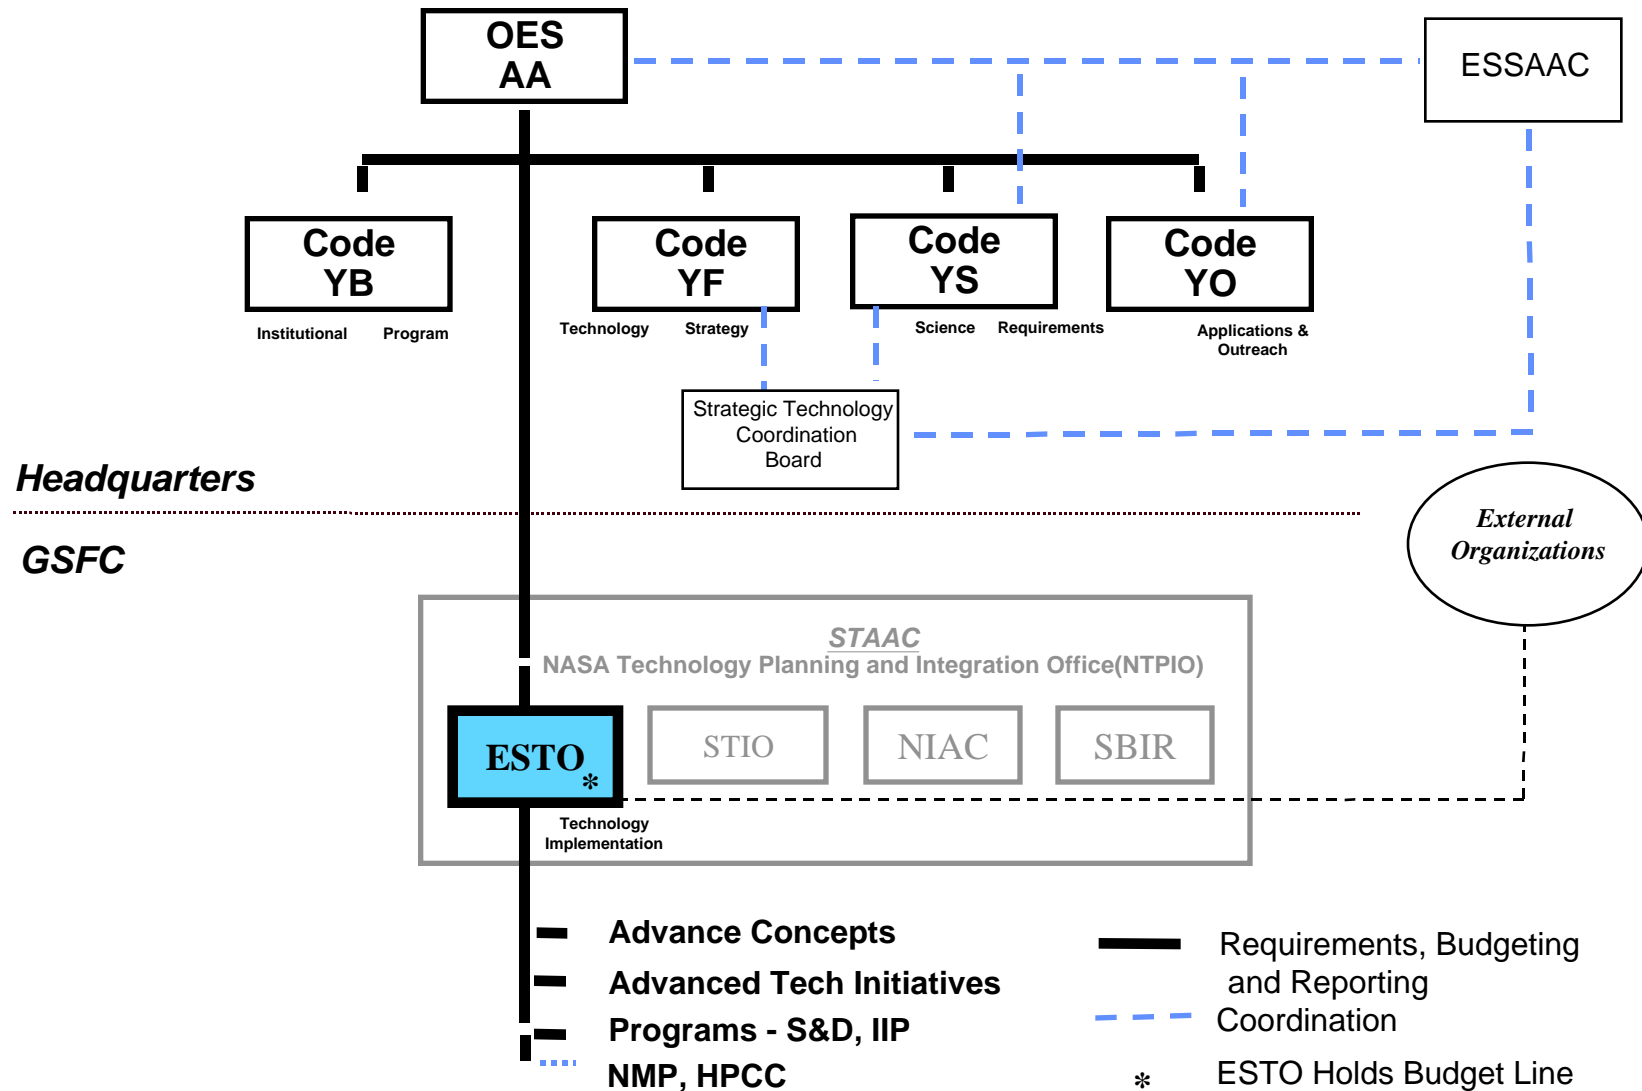 OES
AA
ESSAAC
Code
YB
Code
YF
Code
YS
Code
YO
Institutional Program
Technology Strategy
Science Requirements
Applications &
Outreach
Strategic Technology
Coordination
Board
Headquarters
GSFC
External
Organizations
STAAC
NASA Technology Planning and Integration Office(NTPIO)
ESTO
*
STIO
NIAC
SBIR
Technology
Implementation
Advance Concepts
Advanced Tech Initiatives
Programs - S&D, IIP
NMP, HPCC
Requirements, Budgeting
and Reporting
Coordination
* ESTO Holds Budget Line